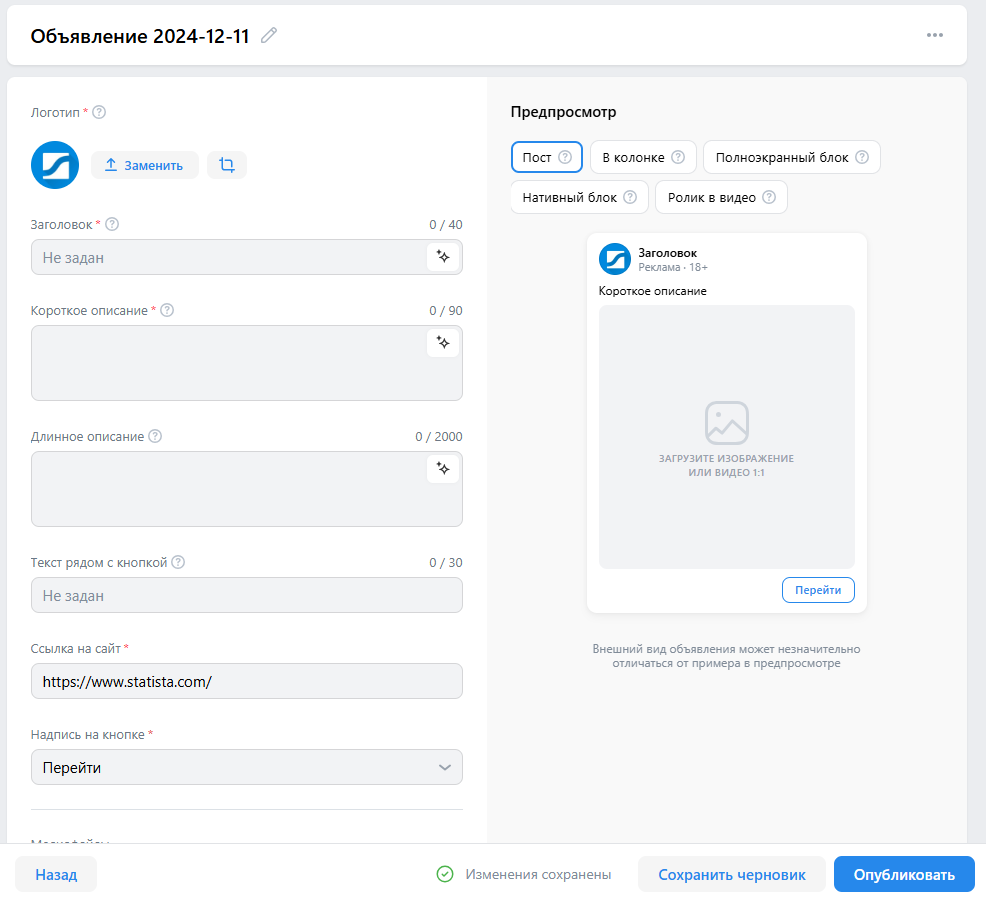 Объявление 2024-12-11
Логотип *
Заменить
Заголовок * 0 / 40
Не задан
Короткое описание * 0 / 90
Длинное описание 0 / 2000
Текст рядом с кнопкой 0 / 30
Не задан
Ссылка на сайт *
https://www.statista.com/
Надпись на кнопке *
Перейти
Предпросмотр
Пост В колонке Полноэкранный блок
Нативный блок Ролик в видео
Заголовок
Реклама · 18+
Короткое описание
ЗАГРУЗИТЕ ИЗОБРАЖЕНИЕ
ИЛИ ВИДЕО 1:1
Перейти
Внешний вид объявления может незначительно
отличаться от примера в предпросмотре
Назад Изменения сохранены Сохранить черновик Опубликовать